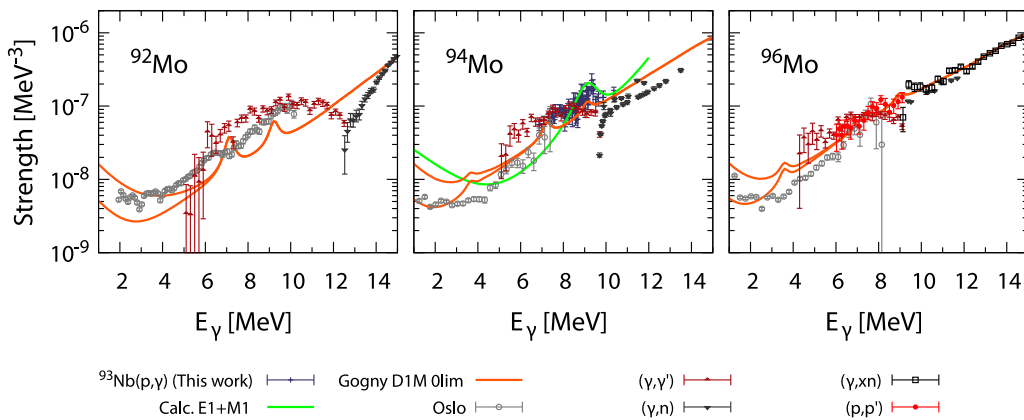 Strength [MeV⁻³]
10⁻⁶
10⁻⁷
10⁻⁸
10⁻⁹
⁹²Mo
⁹⁴Mo
⁹⁶Mo
2 4 6 8 10 12 14
2 4 6 8 10 12 14
2 4 6 8 10 12 14
Eγ [MeV]
Eγ [MeV]
Eγ [MeV]
⁹³Nb(p,γ) (This work)
Gogny D1M 0lim
(γ,γ')
(γ,xn)
Calc. E1+M1
Oslo
(γ,n)
(p,p')